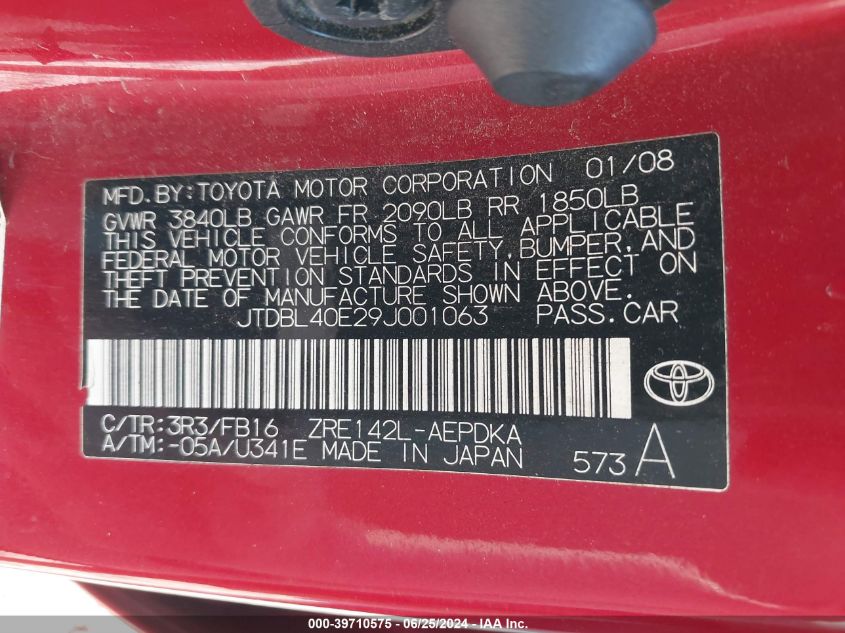 MFD.BY:TOYOTA MOTOR CORPORATION 01/08
GVWR 3840LB GAWR FR 2090LB RR 1850LB
THIS VEHICLE CONFORMS TO ALL APPLICABLE
FEDERAL MOTOR VEHICLE SAFETY,BUMPER,AND
THEFT PREVENTION STANDARDS IN EFFECT ON
THE DATE OF MANUFACTURE SHOWN ABOVE.
JTDBL40E29J001063 PASS.CAR
C/TR:3R3/FB16 ZRE142L-AEPDKA
A/TM:-05A/U341E MADE IN JAPAN 573A
000-39710575 - 06/25/2024 - IAA Inc.